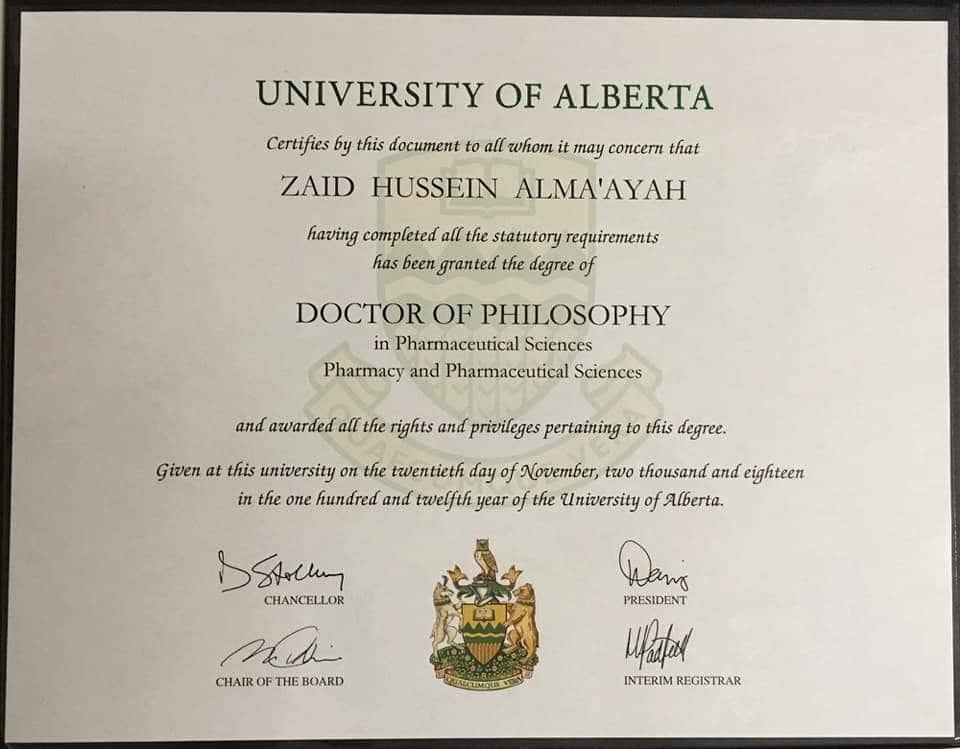 UNIVERSITY OF ALBERTA
Certifies by this document to all whom it may concern that
ZAID HUSSEIN ALMA'AYAH
having completed all the statutory requirements
has been granted the degree of
DOCTOR OF PHILOSOPHY
in Pharmaceutical Sciences
Pharmacy and Pharmaceutical Sciences
and awarded all the rights and privileges pertaining to this degree.
Given at this university on the twentieth day of November, two thousand and eighteen
in the one hundred and twelfth year of the University of Alberta.
CHANCELLOR
PRESIDENT
CHAIR OF THE BOARD
INTERIM REGISTRAR
QUAECUMQUE VERA